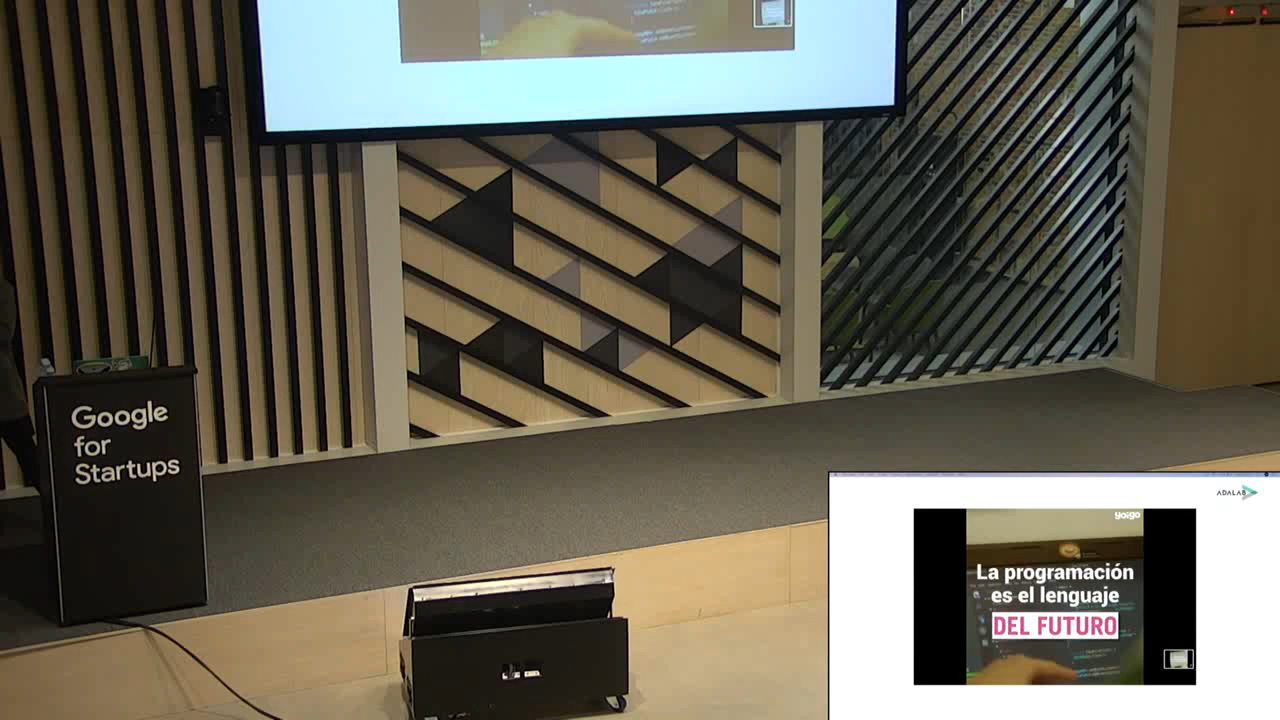 Google
for
Startups
ADALAB
yoigo
La programación
es el lenguaje
DEL FUTURO